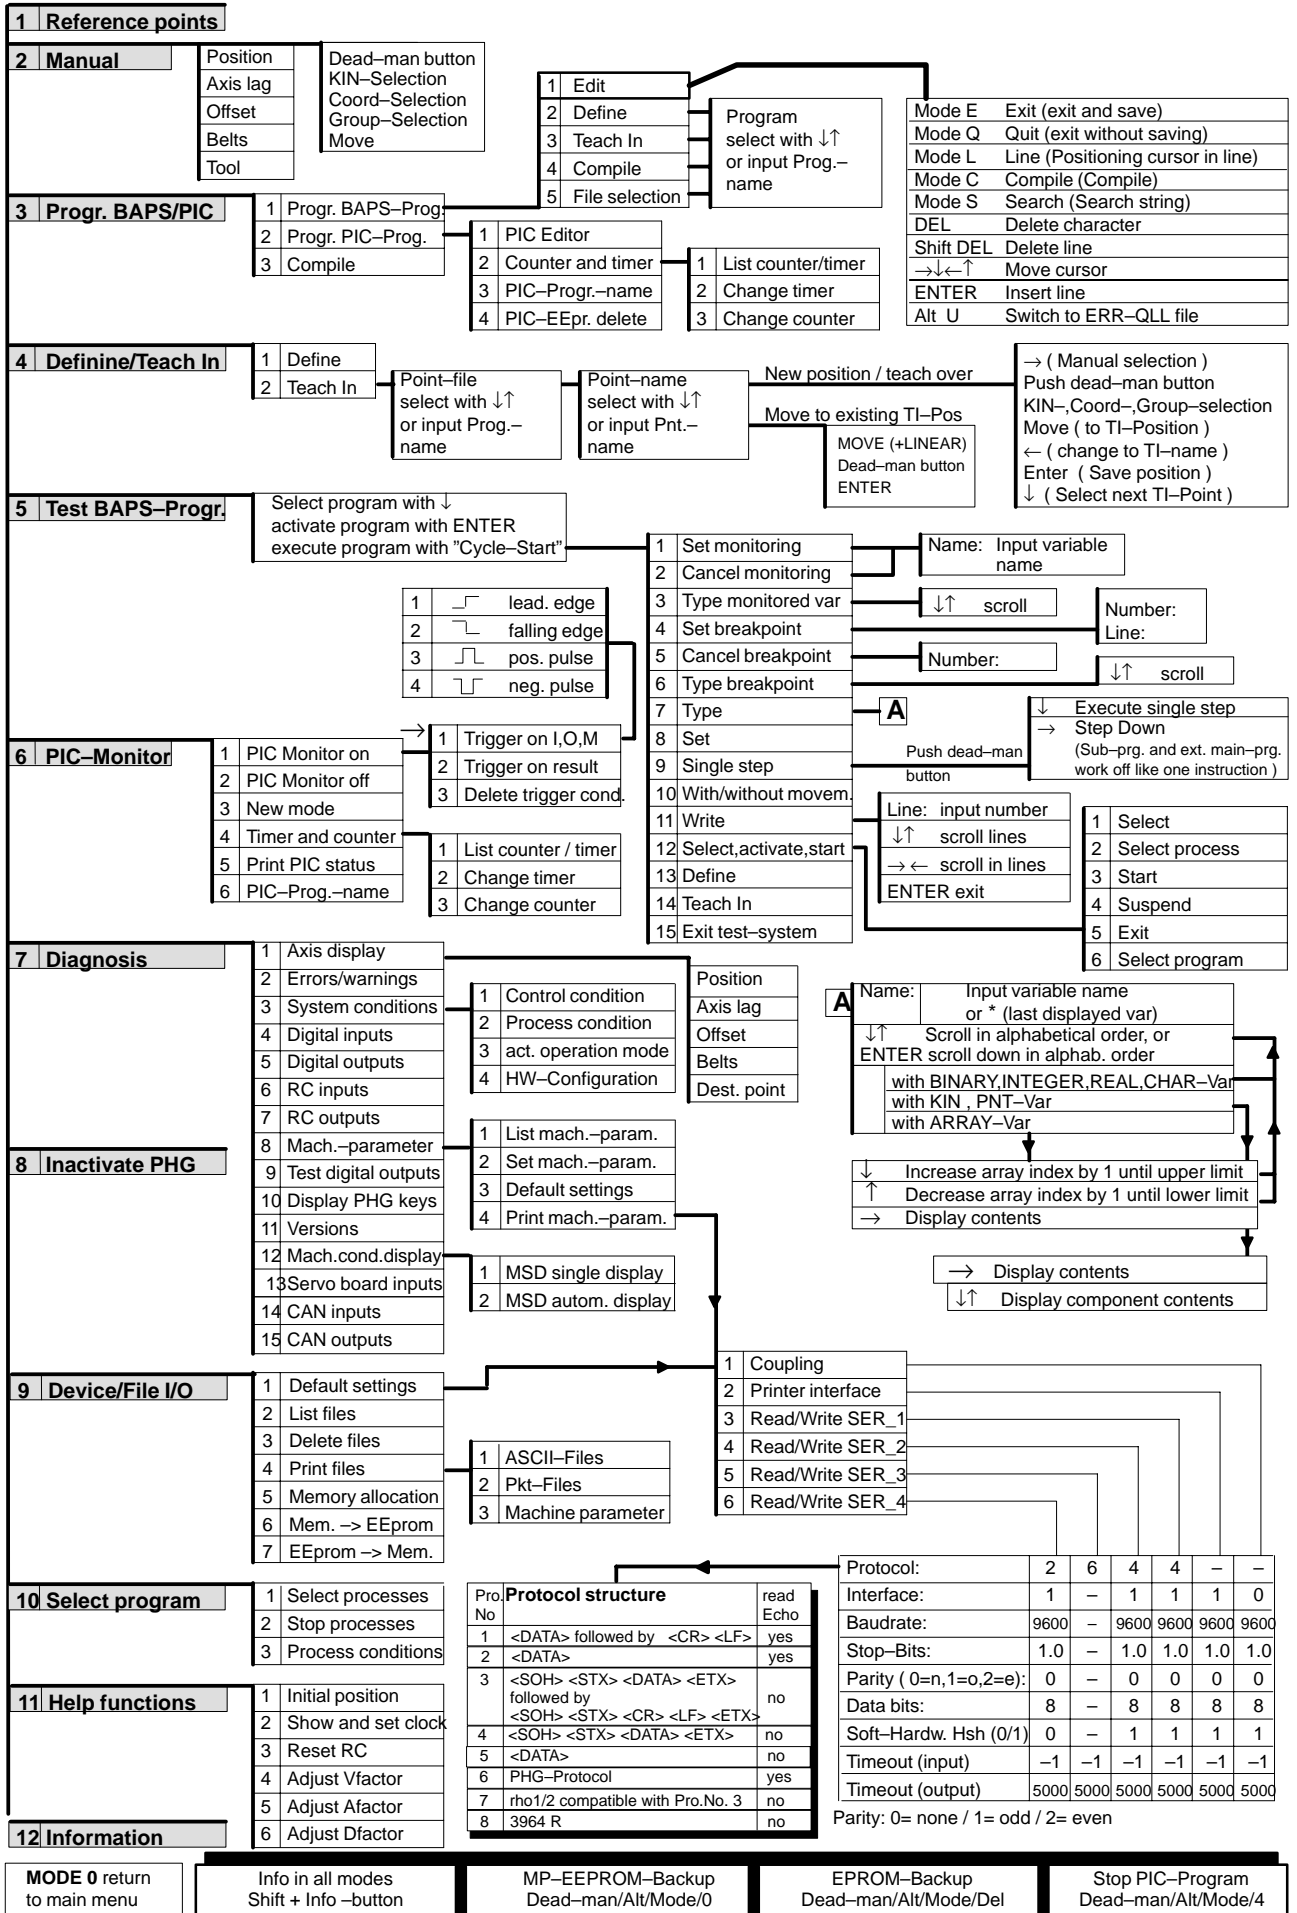 1 Reference points
2 Manual
Position
Axis lag
Offset
Belts
Tool
Dead–man button
KIN–Selection
Coord–Selection
Group–Selection
Move
3 Progr. BAPS/PIC
1 Progr. BAPS–Prog.
2 Progr. PIC–Prog.
3 Compile
1 Edit
2 Define
3 Teach In
4 Compile
5 File selection
Program
select with ↓↑
or input Prog.–
name
Mode E Exit (exit and save)
Mode Q Quit (exit without saving)
Mode L Line (Positioning cursor in line)
Mode C Compile (Compile)
Mode S Search (Search string)
DEL Delete character
Shift DEL Delete line
→↓←↑ Move cursor
ENTER Insert line
Alt U Switch to ERR–QLL file
1 PIC Editor
2 Counter and timer
3 PIC–Progr.–name
4 PIC–EEpr. delete
1 List counter/timer
2 Change timer
3 Change counter
4 Definine/Teach In
1 Define
2 Teach In
Point–file
select with ↓↑
or input Prog.–
name
Point–name
select with ↓↑
or input Pnt.–
name
New position / teach over
Move to existing TI–Pos
MOVE (+LINEAR)
Dead–man button
ENTER
→ ( Manual selection )
Push dead–man button
KIN–,Coord–,Group–selection
Move ( to TI–Position )
← ( change to TI–name )
Enter ( Save position )
↓ ( Select next TI–Point )
5 Test BAPS–Progr.
Select program with ↓
activate program with ENTER
execute program with ”Cycle–Start”
1 Set monitoring
2 Cancel monitoring
3 Type monitored var
4 Set breakpoint
5 Cancel breakpoint
6 Type breakpoint
7 Type
8 Set
9 Single step
10 With/without movem.
11 Write
12 Select,activate,start
13 Define
14 Teach In
15 Exit test–system
Name: Input variable
name
↓↑ scroll
Number:
Line:
Number:
↓↑ scroll
A
Push dead–man
button
↓ Execute single step
→ Step Down
(Sub–prg. and ext. main–prg.
work off like one instruction )
Line: input number
↓↑ scroll lines
→ ← scroll in lines
ENTER exit
1 Select
2 Select process
3 Start
4 Suspend
5 Exit
6 Select program
1 lead. edge
2 falling edge
3 pos. pulse
4 neg. pulse
6 PIC–Monitor
1 PIC Monitor on
2 PIC Monitor off
3 New mode
4 Timer and counter
5 Print PIC status
6 PIC–Prog.–name
→
1 Trigger on I,O,M
2 Trigger on result
3 Delete trigger cond.
1 List counter / timer
2 Change timer
3 Change counter
7 Diagnosis
1 Axis display
2 Errors/warnings
3 System conditions
4 Digital inputs
5 Digital outputs
6 RC inputs
7 RC outputs
8 Mach.–parameter
9 Test digital outputs
10 Display PHG keys
11 Versions
12 Mach.cond.display
13 Servo board inputs
14 CAN inputs
15 CAN outputs
1 Control condition
2 Process condition
3 act. operation mode
4 HW–Configuration
Position
Axis lag
Offset
Belts
Dest. point
A
Name: Input variable name
or * (last displayed var)
↓↑ Scroll in alphabetical order, or
ENTER scroll down in alphab. order
with BINARY,INTEGER,REAL,CHAR–Var
with KIN , PNT–Var
with ARRAY–Var
↓ Increase array index by 1 until upper limit
↑ Decrease array index by 1 until lower limit
→ Display contents
→ Display contents
↓↑ Display component contents
8 Inactivate PHG
1 List mach.–param.
2 Set mach.–param.
3 Default settings
4 Print mach.–param.
1 MSD single display
2 MSD autom. display
9 Device/File I/O
1 Default settings
2 List files
3 Delete files
4 Print files
5 Memory allocation
6 Mem. –> EEprom
7 EEprom –> Mem.
1 ASCII–Files
2 Pkt–Files
3 Machine parameter
1 Coupling
2 Printer interface
3 Read/Write SER_1
4 Read/Write SER_2
5 Read/Write SER_3
6 Read/Write SER_4
Protocol: 2 6 4 4 – –
Interface: 1 – 1 1 1 0
Baudrate: 9600 – 9600 9600 9600 9600
Stop–Bits: 1.0 – 1.0 1.0 1.0 1.0
Parity ( 0=n,1=o,2=e): 0 – 0 0 0 0
Data bits: 8 – 8 8 8 8
Soft–Hardw. Hsh (0/1) 0 – 1 1 1 1
Timeout (input) –1 –1 –1 –1 –1 –1
Timeout (output) 5000 5000 5000 5000 5000 5000
Parity: 0= none / 1= odd / 2= even
10 Select program
1 Select processes
2 Stop processes
3 Process conditions
Pro. Protocol structure read
No Echo
1 <DATA> followed by <CR> <LF> yes
2 <DATA> yes
3 <SOH> <STX> <DATA> <ETX>
followed by no
<SOH> <STX> <CR> <LF> <ETX>
4 <SOH> <STX> <DATA> <ETX> no
5 <DATA> no
6 PHG–Protocol yes
7 rho1/2 compatible with Pro.No. 3 no
8 3964 R no
11 Help functions
1 Initial position
2 Show and set clock
3 Reset RC
4 Adjust Vfactor
5 Adjust Afactor
6 Adjust Dfactor
12 Information
MODE 0 return
to main menu
Info in all modes
Shift + Info –button
MP–EEPROM–Backup
Dead–man/Alt/Mode/0
EPROM–Backup
Dead–man/Alt/Mode/Del
Stop PIC–Program
Dead–man/Alt/Mode/4